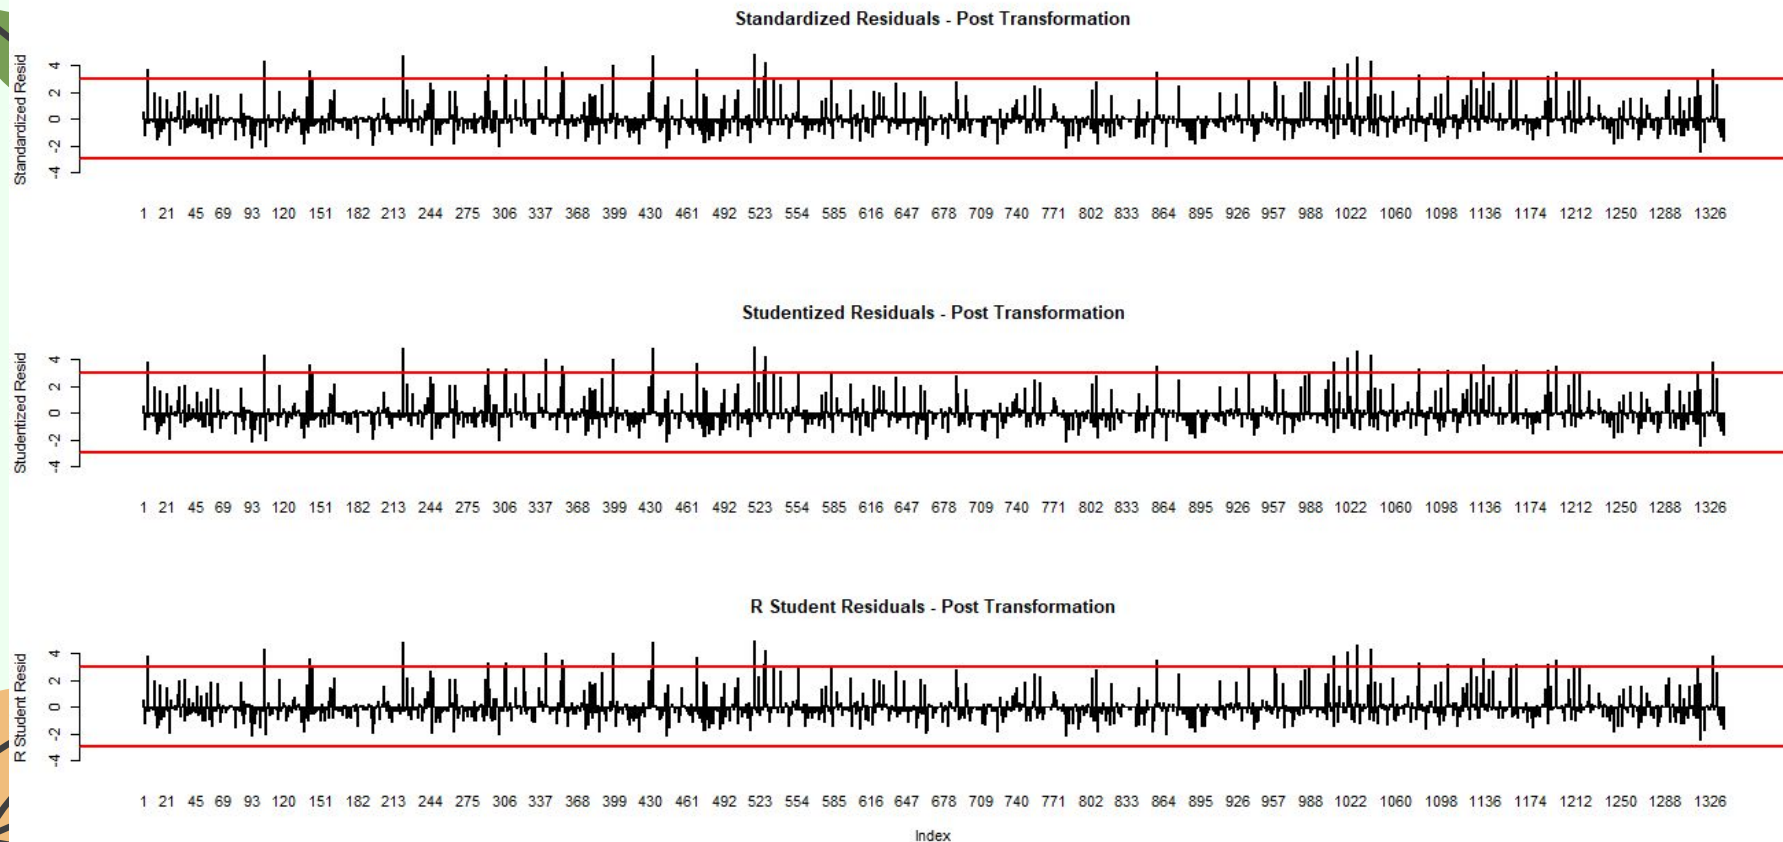 Standardized Residuals - Post Transformation
Standardized Resid
4
2
0
-2
-4
1 21 45 69 93 120 151 182 213 244 275 306 337 368 399 430 461 492 523 554 585 616 647 678 709 740 771 802 833 864 895 926 957 988 1022 1060 1098 1136 1174 1212 1250 1288 1326
Studentized Residuals - Post Transformation
Studentized Resid
4
2
0
-2
-4
1 21 45 69 93 120 151 182 213 244 275 306 337 368 399 430 461 492 523 554 585 616 647 678 709 740 771 802 833 864 895 926 957 988 1022 1060 1098 1136 1174 1212 1250 1288 1326
R Student Residuals - Post Transformation
R Student Resid
4
2
0
-2
-4
1 21 45 69 93 120 151 182 213 244 275 306 337 368 399 430 461 492 523 554 585 616 647 678 709 740 771 802 833 864 895 926 957 988 1022 1060 1098 1136 1174 1212 1250 1288 1326
Index